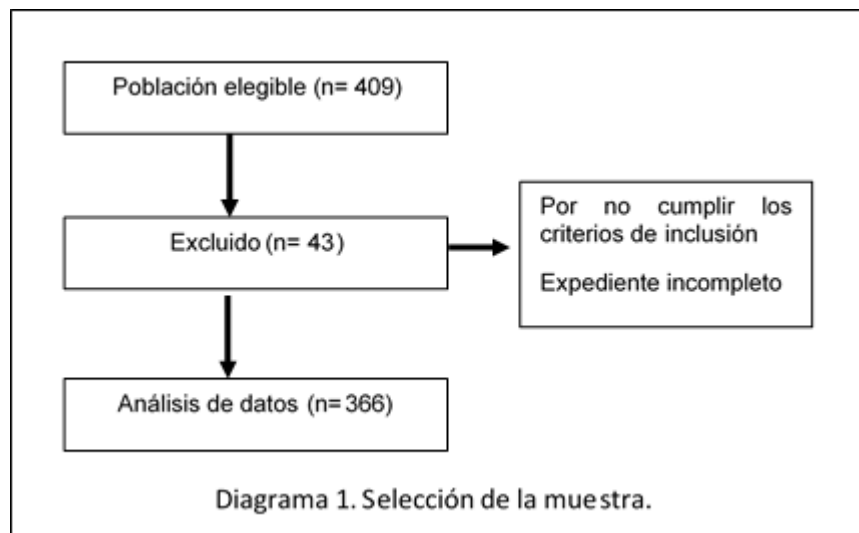 Población elegible (n= 409)
Excluido (n= 43)
Por no cumplir los
criterios de inclusión
Expediente incompleto
Análisis de datos (n= 366)
Diagrama 1. Selección de la muestra.